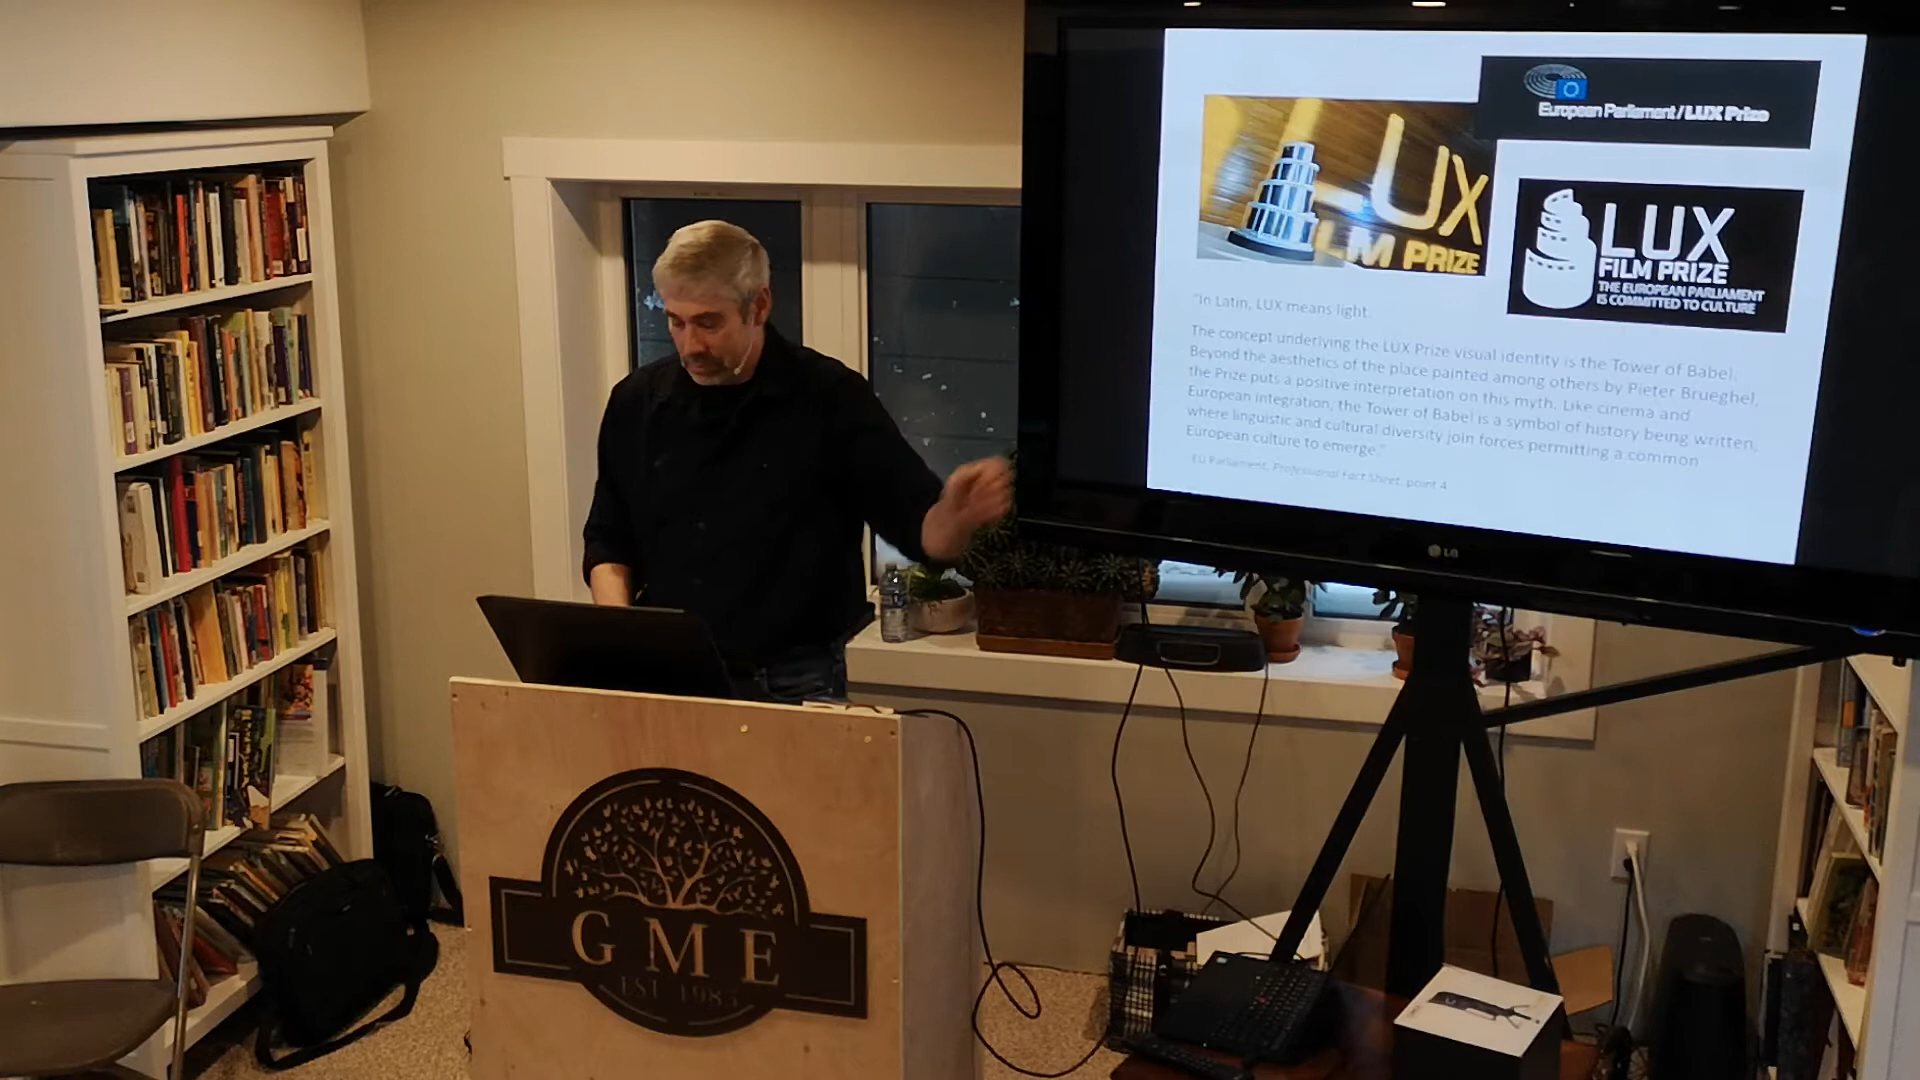 European Parliament / LUX Prize
LUX
FILM PRIZE
LUX
FILM PRIZE
THE EUROPEAN PARLIAMENT
IS COMMITTED TO CULTURE
"In Latin, LUX means light.
The concept underlying the LUX Prize visual identity is the Tower of Babel.
Beyond the aesthetics of the place painted among others by Pieter Brueghel,
the Prize puts a positive interpretation on this myth. Like cinema and
European integration, the Tower of Babel is a symbol of history being written,
where linguistic and cultural diversity join forces permitting a common
European culture to emerge."
EU Parliament, Professional Fact Sheet, point 4
LG
GME
EST 1985